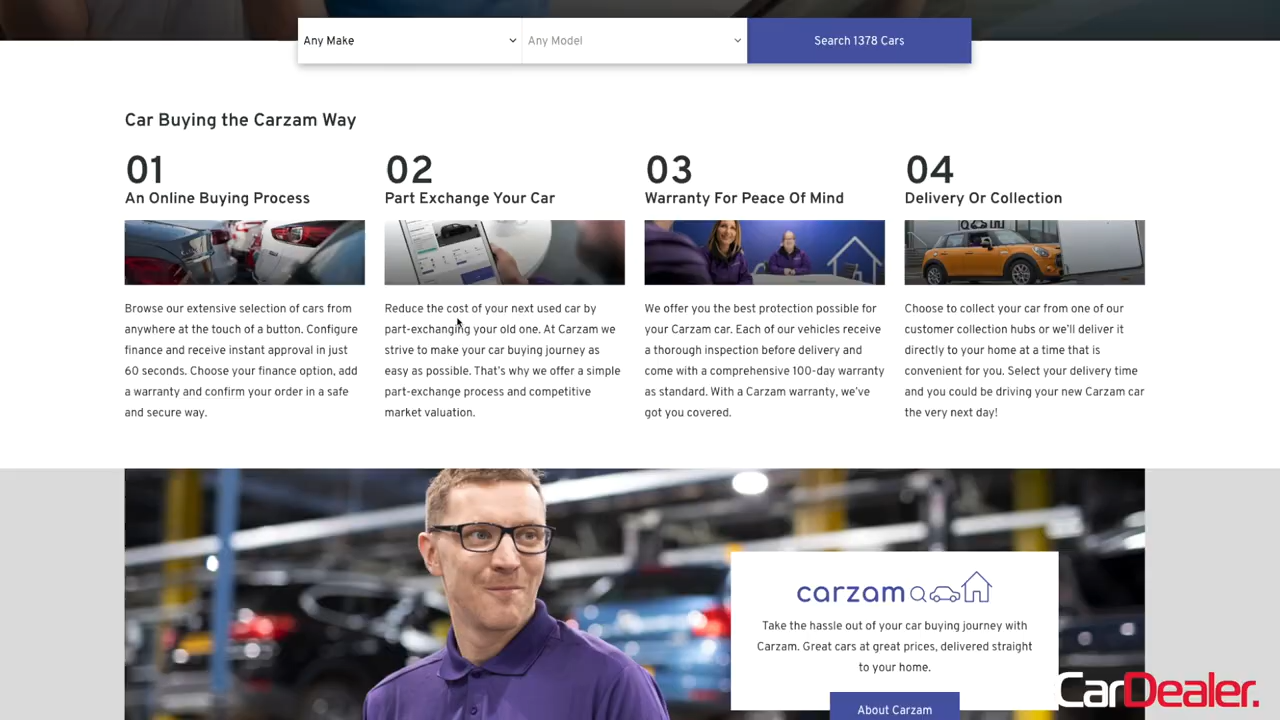 Any Make
Any Model
Search 1378 Cars
Car Buying the Carzam Way
01
An Online Buying Process
Browse our extensive selection of cars from
anywhere at the touch of a button. Configure
finance and receive instant approval in just
60 seconds. Choose your finance option, add
a warranty and confirm your order in a safe
and secure way.
02
Part Exchange Your Car
Reduce the cost of your next used car by
part-exchanging your old one. At Carzam we
strive to make your car buying journey as
easy as possible. That's why we offer a simple
part-exchange process and competitive
market valuation.
03
Warranty For Peace Of Mind
We offer you the best protection possible for
your Carzam car. Each of our vehicles receive
a thorough inspection before delivery and
come with a comprehensive 100-day warranty
as standard. With a Carzam warranty, we've
got you covered.
04
Delivery Or Collection
Choose to collect your car from one of our
customer collection hubs or we'll deliver it
directly to your home at a time that is
convenient for you. Select your delivery time
and you could be driving your new Carzam car
the very next day!
carzam
Take the hassle out of your car buying journey with
Carzam. Great cars at great prices, delivered straight
to your home.
About Carzam
CarDealer.